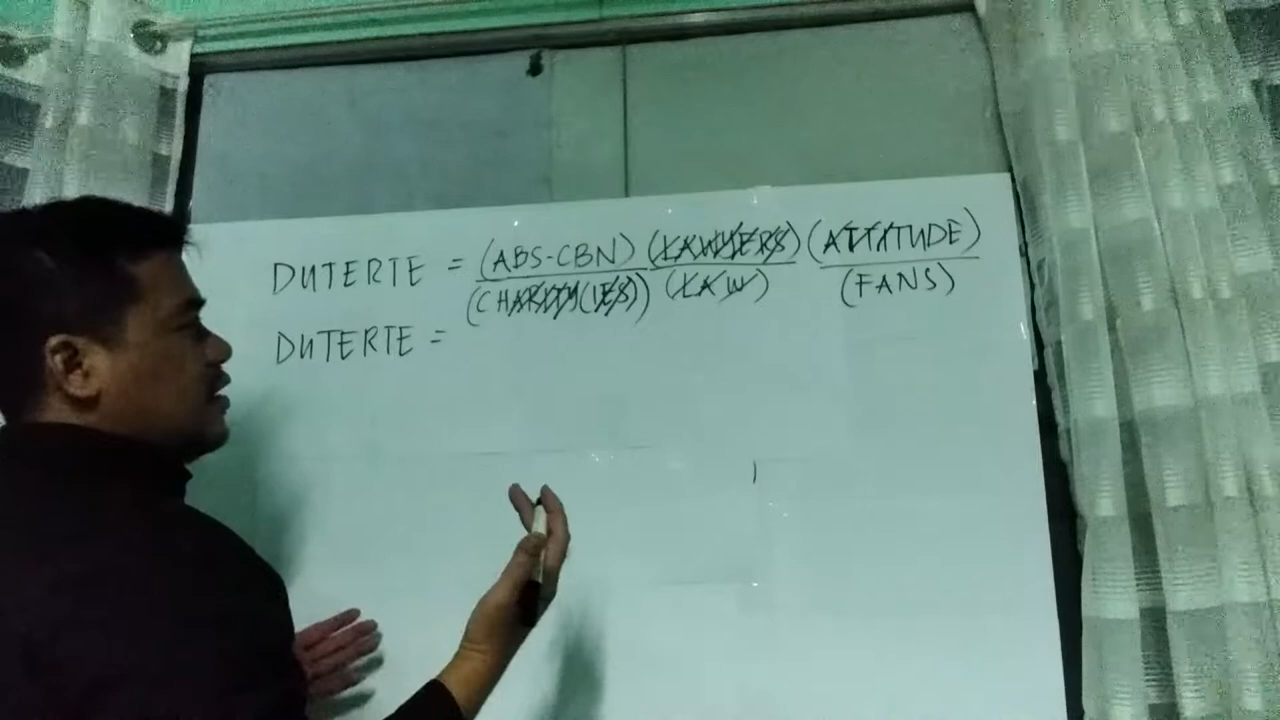 DUTERTE = (ABS-CBN) (LAWYERS) (ATTITUDE)
(CHARITY(IES)) (LAW) (FANS)
DUTERTE =